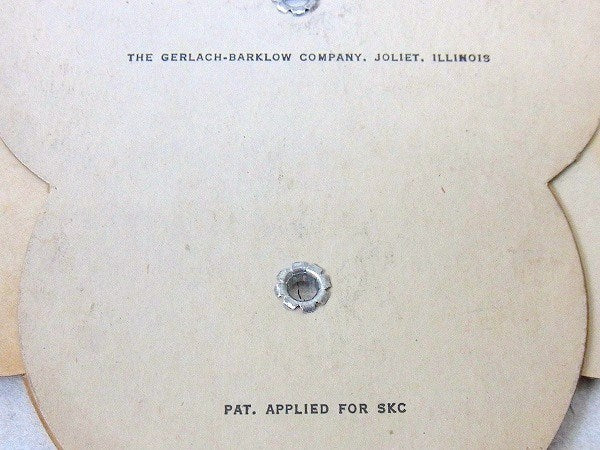 THE GERLACH-BARKLOW COMPANY, JOLIET, ILLINOIS
PAT. APPLIED FOR SKC